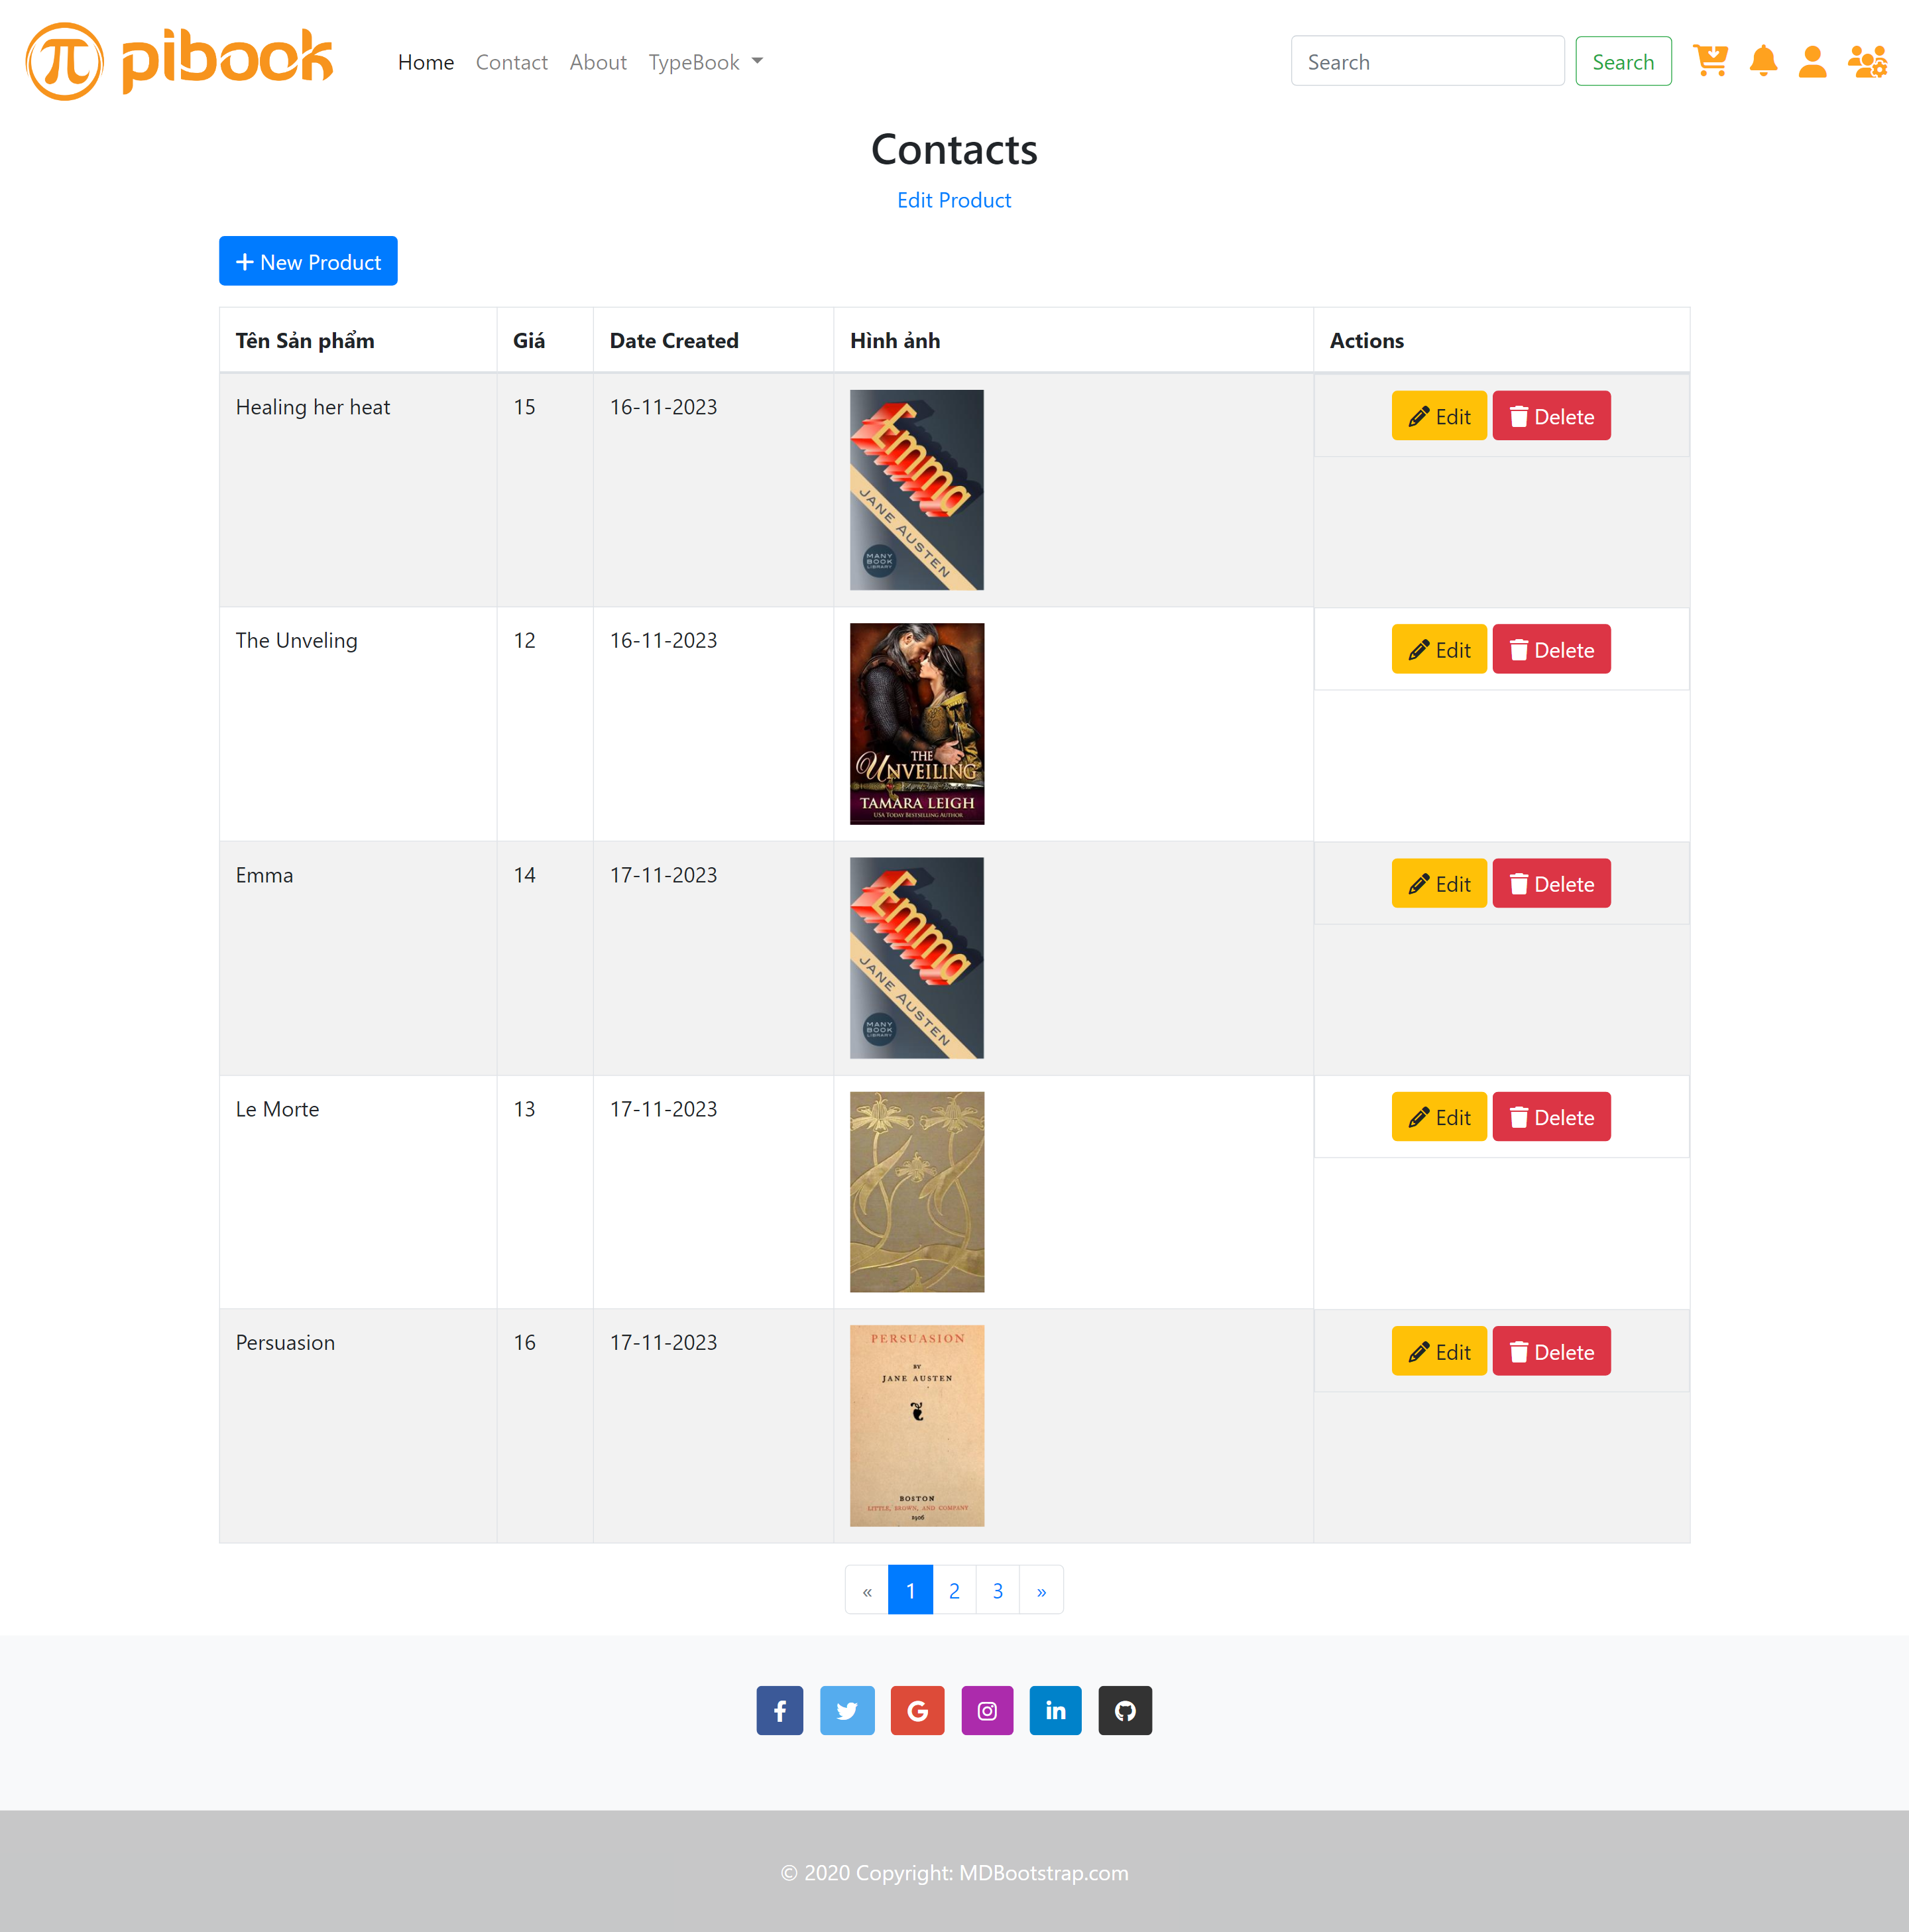 π pibook
Home Contact About TypeBook Search Search
Contacts
Edit Product
New Product
Tên Sản phẩm Giá Date Created Hình ảnh Actions
Healing her heat 15 16-11-2023 Edit Delete
Emma
JANE AUSTEN
MANY
BOOK
LIBRARY
The Unveling 12 16-11-2023 Edit Delete
THE
UNVEILING
TAMARA LEIGH
USA TODAY BESTSELLING AUTHOR
Emma 14 17-11-2023 Edit Delete
Emma
JANE AUSTEN
MANY
BOOK
LIBRARY
Le Morte 13 17-11-2023 Edit Delete
Persuasion 16 17-11-2023 Edit Delete
PERSUASION
BY
JANE AUSTEN
BOSTON
LITTLE, BROWN, AND COMPANY
1906
« 1 2 3 »
© 2020 Copyright: MDBootstrap.com